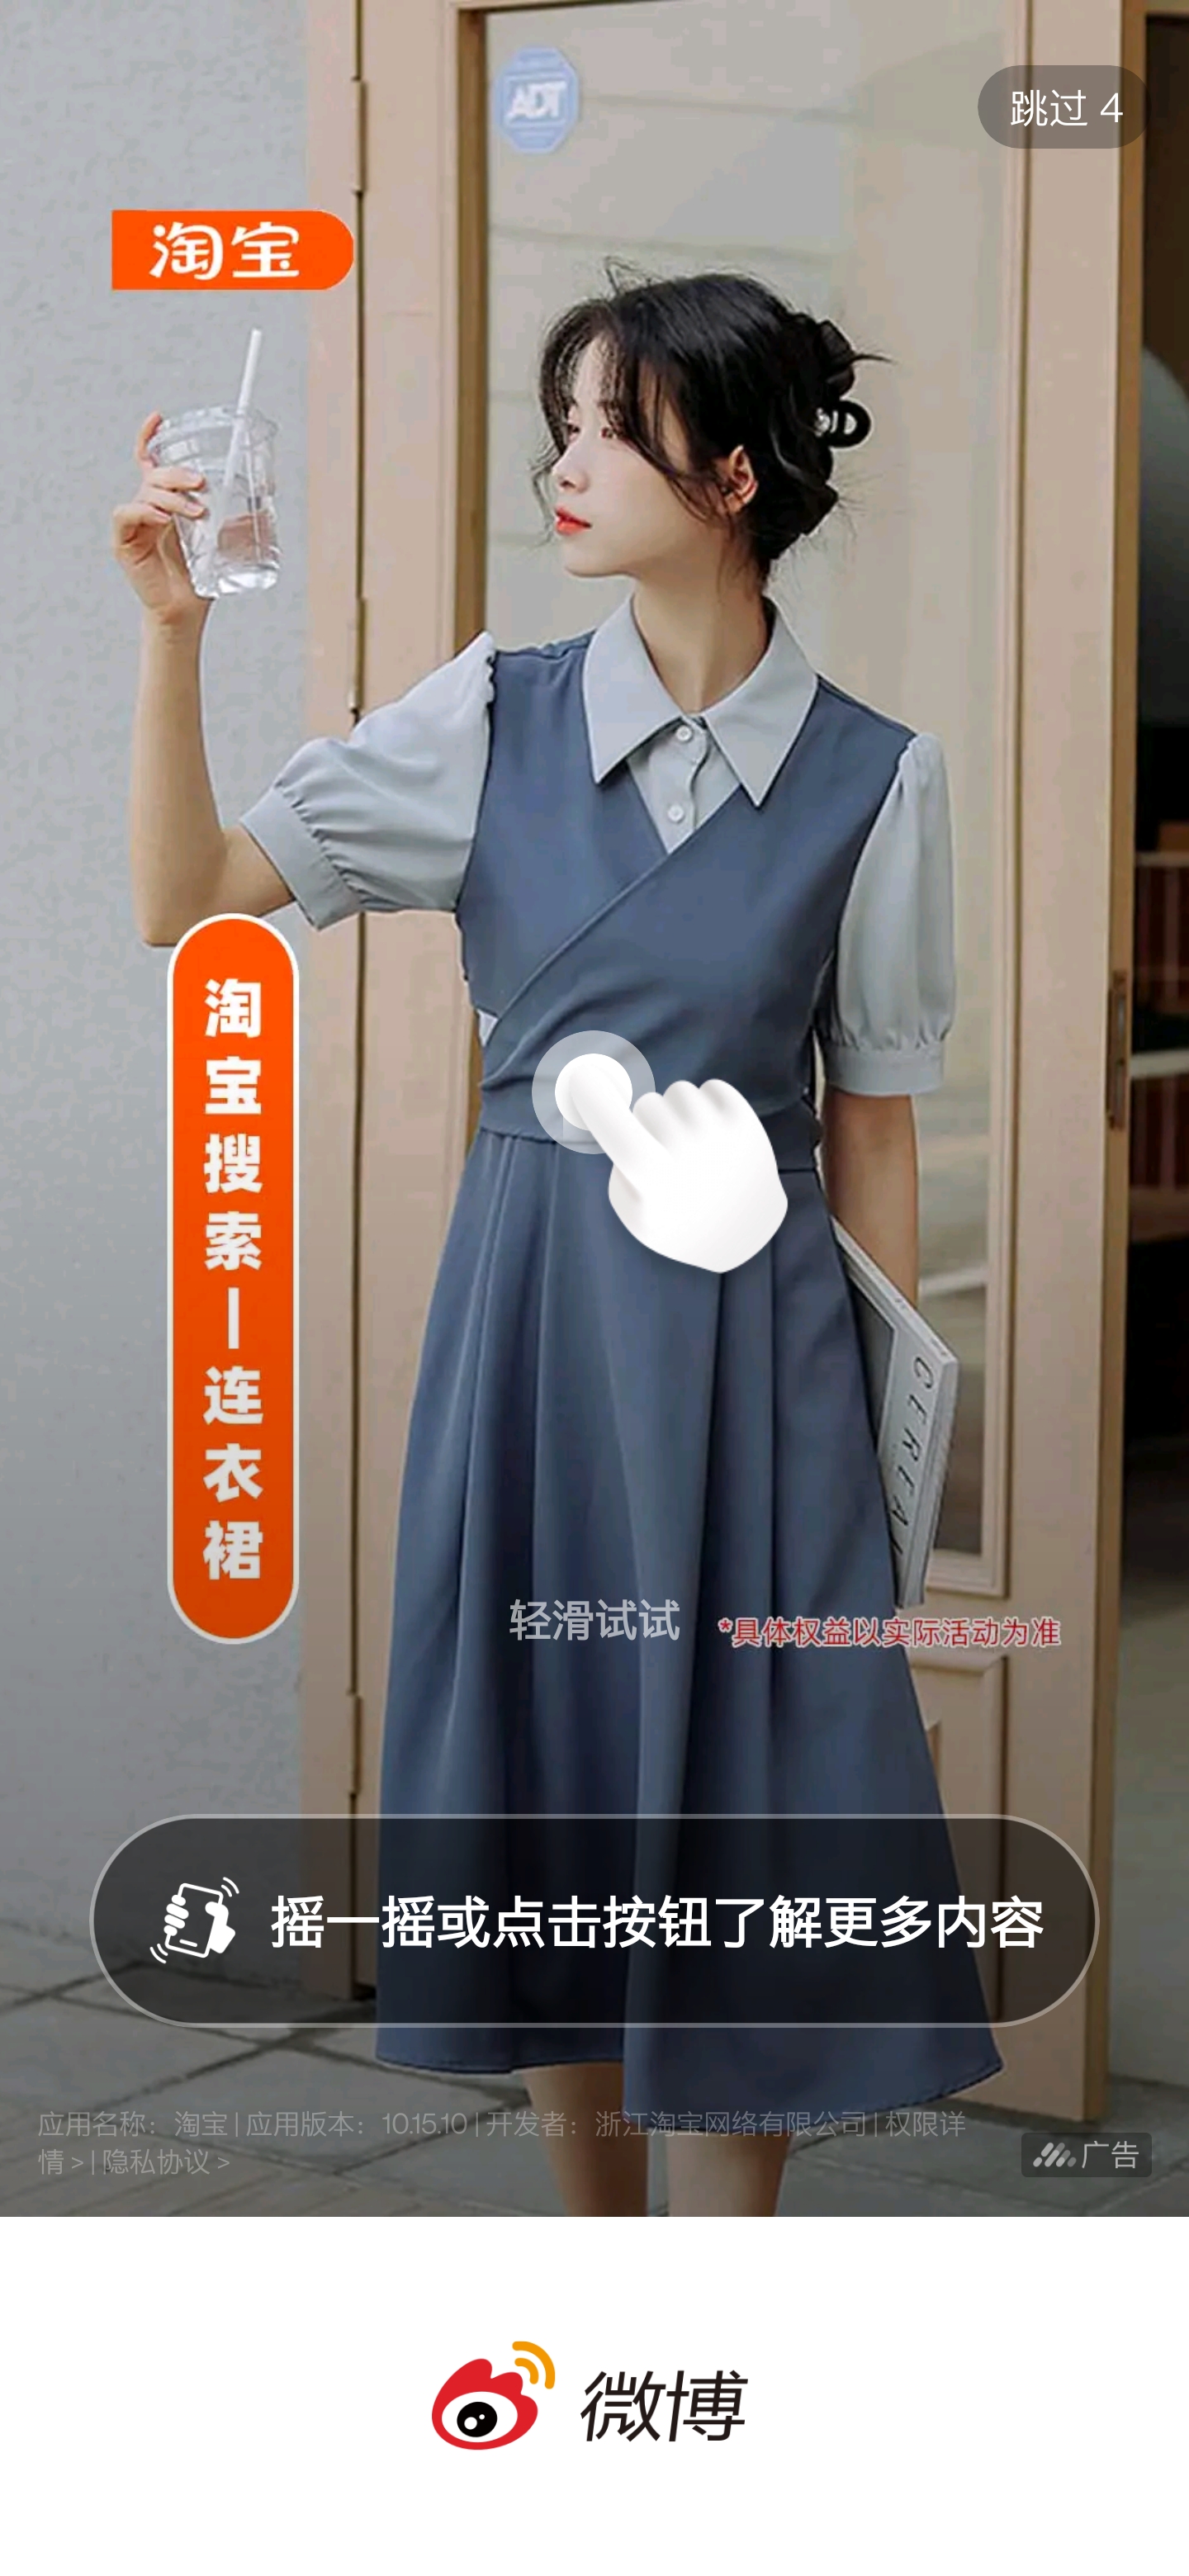 ADT
跳过 4
淘宝
淘宝搜索|连衣裙
CEREAL
轻滑试试
*具体权益以实际活动为准
摇一摇或点击按钮了解更多内容
应用名称：淘宝 | 应用版本：10.15.10 | 开发者：浙江淘宝网络有限公司 | 权限详
情 > | 隐私协议 >
广告
微博